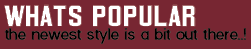 WHATS POPULAR
the newest style is a bit out there..!